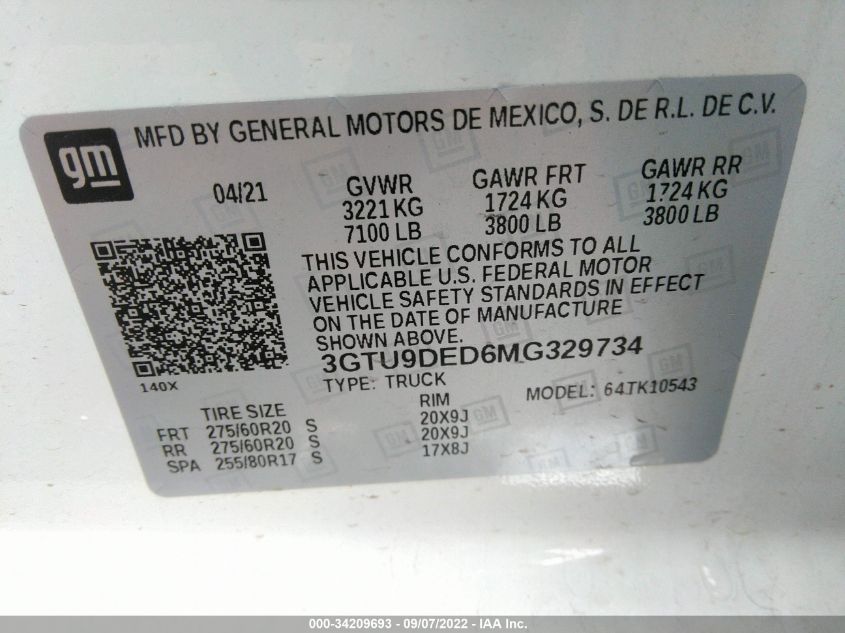 gm
MFD BY GENERAL MOTORS DE MEXICO, S. DE R.L. DE C.V.
04/21 GVWR GAWR FRT GAWR RR
3221 KG 1724 KG 1724 KG
7100 LB 3800 LB 3800 LB
THIS VEHICLE CONFORMS TO ALL
APPLICABLE U.S. FEDERAL MOTOR
VEHICLE SAFETY STANDARDS IN EFFECT
ON THE DATE OF MANUFACTURE
SHOWN ABOVE.
3GTU9DED6MG329734
140X
TYPE: TRUCK MODEL: 64TK10543
TIRE SIZE RIM
FRT 275/60R20 S 20X9J
RR 275/60R20 S 20X9J
SPA 255/80R17 S 17X8J
000-34209693 - 09/07/2022 - IAA Inc.